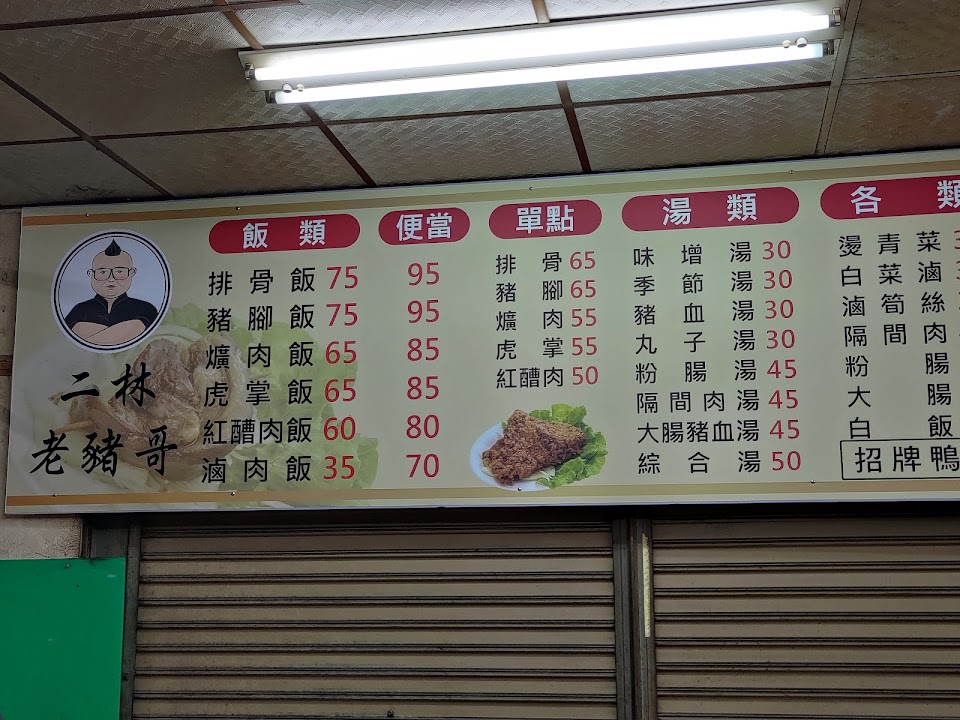 二林
老豬哥
飯類 便當
排骨飯 75 95
豬腳飯 75 95
爌肉飯 65 85
虎掌飯 65 85
紅醩肉飯 60 80
滷肉飯 35 70
單點
排骨 65
豬腳 65
爌肉 55
虎掌 55
紅醩肉 50
湯類
味增湯 30
季節湯 30
豬血湯 30
丸子湯 30
粉腸湯 45
隔間肉湯 45
大腸豬血湯 45
綜合湯 50
各類
燙青菜
白菜滷
滷筍絲
隔間肉
粉腸
大腸
白飯
招牌鴨